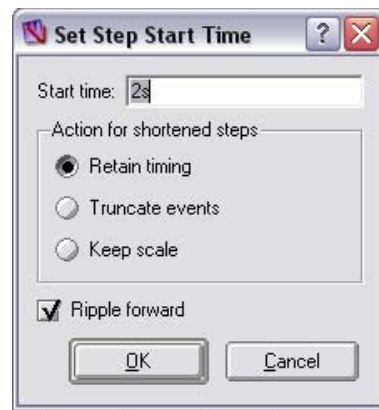 Set Step Start Time
Start time: 2s
Action for shortened steps
Retain timing
Truncate events
Keep scale
Ripple forward
OK Cancel